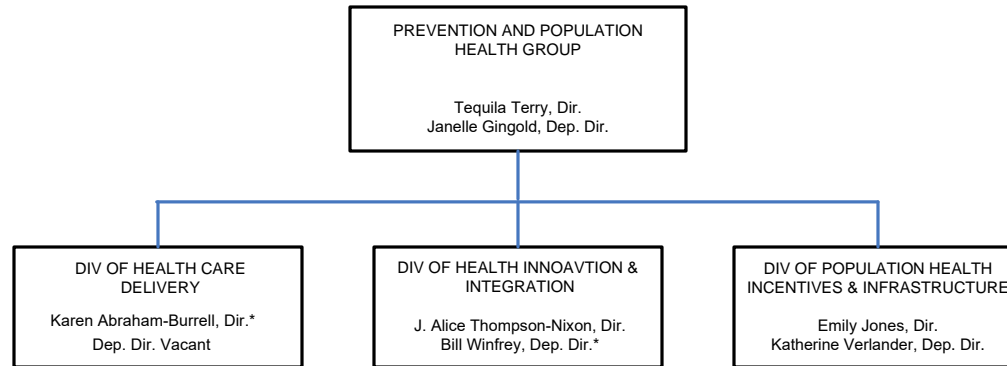 PREVENTION AND POPULATION
HEALTH GROUP
Tequila Terry, Dir.
Janelle Gingold, Dep. Dir.
DIV OF HEALTH CARE
DELIVERY
Karen Abraham-Burrell, Dir.*
Dep. Dir. Vacant
DIV OF HEALTH INNOAVTION &
INTEGRATION
J. Alice Thompson-Nixon, Dir.
Bill Winfrey, Dep. Dir.*
DIV OF POPULATION HEALTH
INCENTIVES & INFRASTRUCTURE
Emily Jones, Dir.
Katherine Verlander, Dep. Dir.